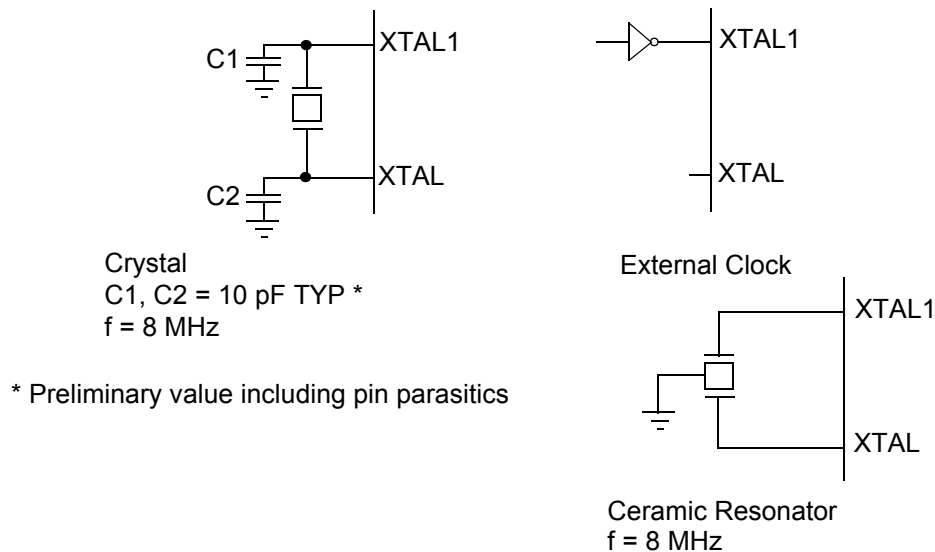 C1
XTAL1
C2
XTAL
Crystal
C1, C2 = 10 pF TYP *
f = 8 MHz
* Preliminary value including pin parasitics
XTAL1
XTAL
External Clock
XTAL1
XTAL
Ceramic Resonator
f = 8 MHz